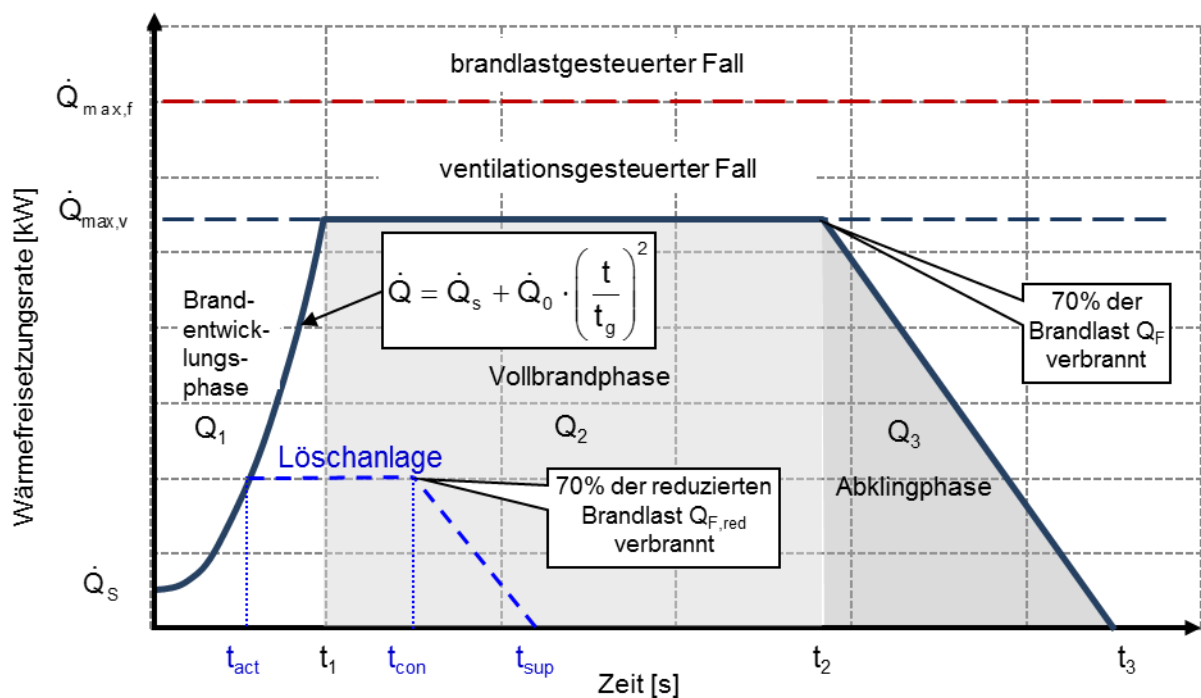 Wärmefreisetzungsrate [kW]
brandlastgesteuerter Fall
Q̇ max,f
ventilationsgesteuerter Fall
Q̇max,v
Q̇ = Q̇s + Q̇0 · (t / tg)²
Brand-
entwick-
lungs-
phase
Q1
70% der
Brandlast QF
verbrannt
Vollbrandphase
Q2
Q3
Löschanlage
70% der reduzierten
Brandlast QF,red
verbrannt
Abklingphase
Q̇S
tact
t1
tcon
tsup
t2
t3
Zeit [s]